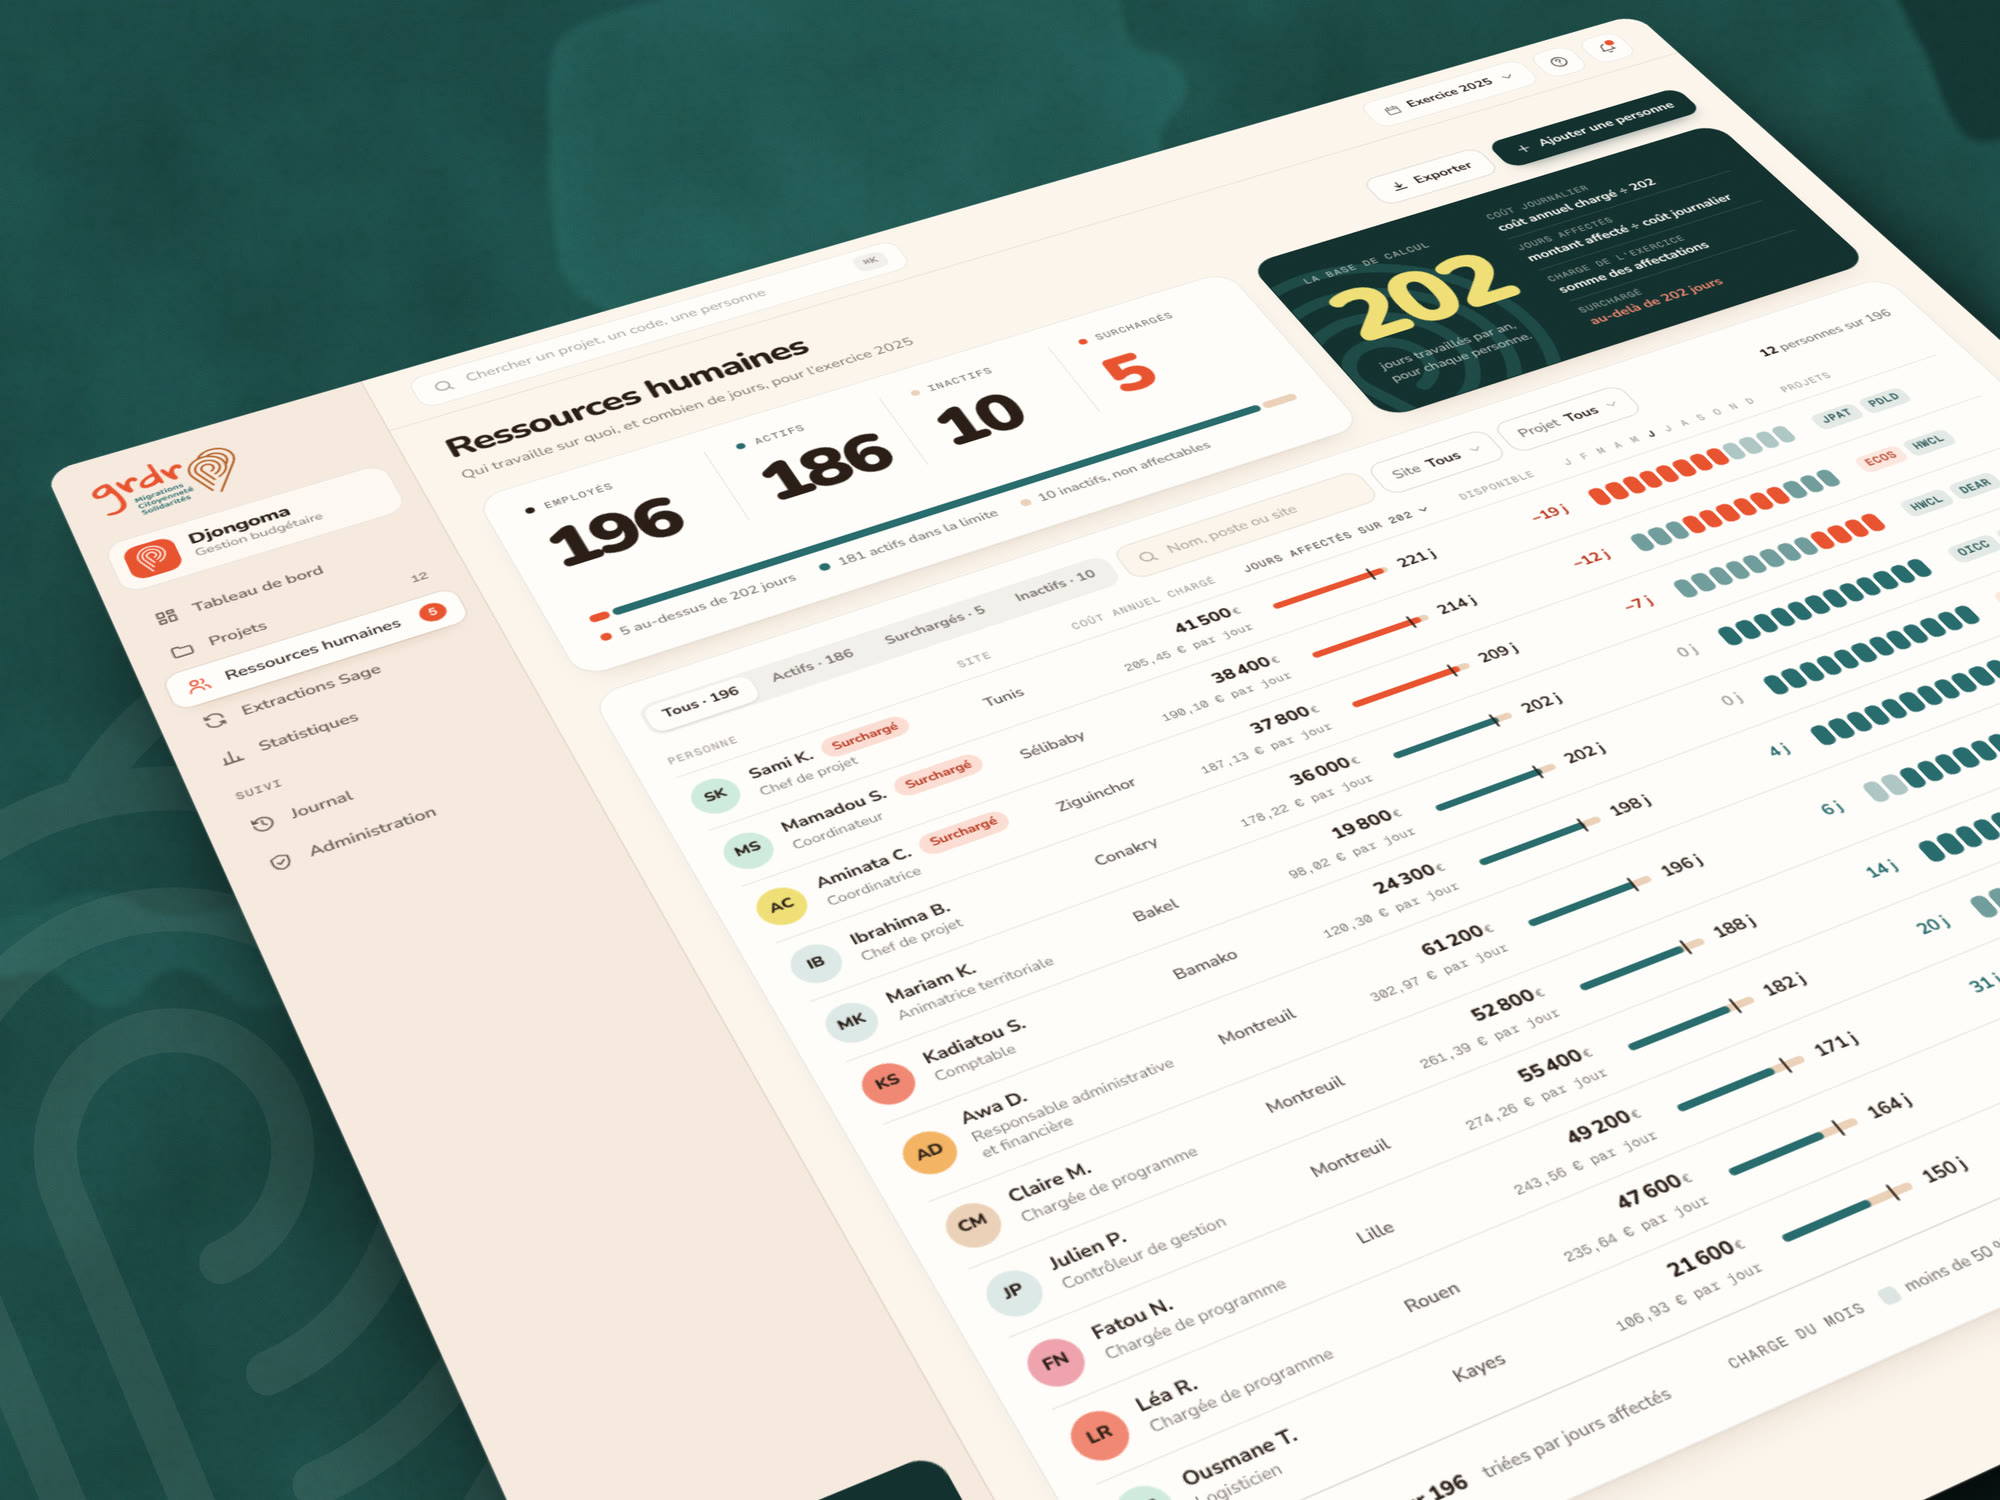 grdr
Migrations
Citoyenneté
Solidarités
Djongoma
Gestion budgétaire
Tableau de bord
Projets 12
Ressources humaines 5
Extractions Sage
Statistiques
SUIVI
Journal
Administration
Chercher un projet, un code, une personne ⌘K
Exercice 2025
Ressources humaines
Qui travaille sur quoi, et combien de jours, pour l'exercice 2025
Exporter
Ajouter une personne
EMPLOYÉS
196
ACTIFS
186
INACTIFS
10
SURCHARGÉS
5
5 au-dessus de 202 jours
181 actifs dans la limite
10 inactifs, non affectables
LA BASE DE CALCUL
202
jours travaillés par an,
pour chaque personne.
COÛT JOURNALIER
coût annuel chargé ÷ 202
JOURS AFFECTÉS
montant affecté ÷ coût journalier
CHARGE DE L'EXERCICE
somme des affectations
SURCHARGE
au-delà de 202 jours
Tous · 196
Actifs · 186
Surchargés · 5
Inactifs · 10
Nom, poste ou site
Site Tous
Projet Tous
12 personnes sur 196
PERSONNE SITE COÛT ANNUEL CHARGÉ JOURS AFFECTÉS SUR 202 DISPONIBLE J F M A M J J A S O N D PROJETS
SK Sami K. Surchargé Tunis 41 500 € 221 j −19 j JPAT PDLD
Chef de projet 205,45 € par jour
MS Mamadou S. Surchargé Sélibaby 38 400 € 214 j −12 j ECOS HWCL
Coordinateur 190,10 € par jour
AC Aminata C. Surchargé Ziguinchor 37 800 € 209 j −7 j HWCL DEAR
Coordinatrice 187,13 € par jour
IB Ibrahima B. Conakry 36 000 € 202 j 0 j OICC
Chef de projet 178,22 € par jour
MK Mariam K. Bakel 19 800 € 202 j 0 j
Animatrice territoriale 98,02 € par jour
KS Kadiatou S. Bamako 24 300 € 198 j 4 j
Comptable 120,30 € par jour
AD Awa D. Montreuil 61 200 € 196 j 6 j
Responsable administrative 302,97 € par jour
et financière
CM Claire M. Montreuil 52 800 € 188 j 14 j
Chargée de programme 261,39 € par jour
JP Julien P. Montreuil 55 400 € 182 j 20 j
Contrôleur de gestion 274,26 € par jour
FN Fatou N. Lille 49 200 € 171 j 31 j
Chargée de programme 243,56 € par jour
LR Léa R. Rouen 47 600 € 164 j
Chargée de programme 235,64 € par jour
Ousmane T. Kayes 21 600 € 150 j
Logisticien 106,93 € par jour
196 triées par jours affectés
CHARGE DU MOIS moins de 50 %